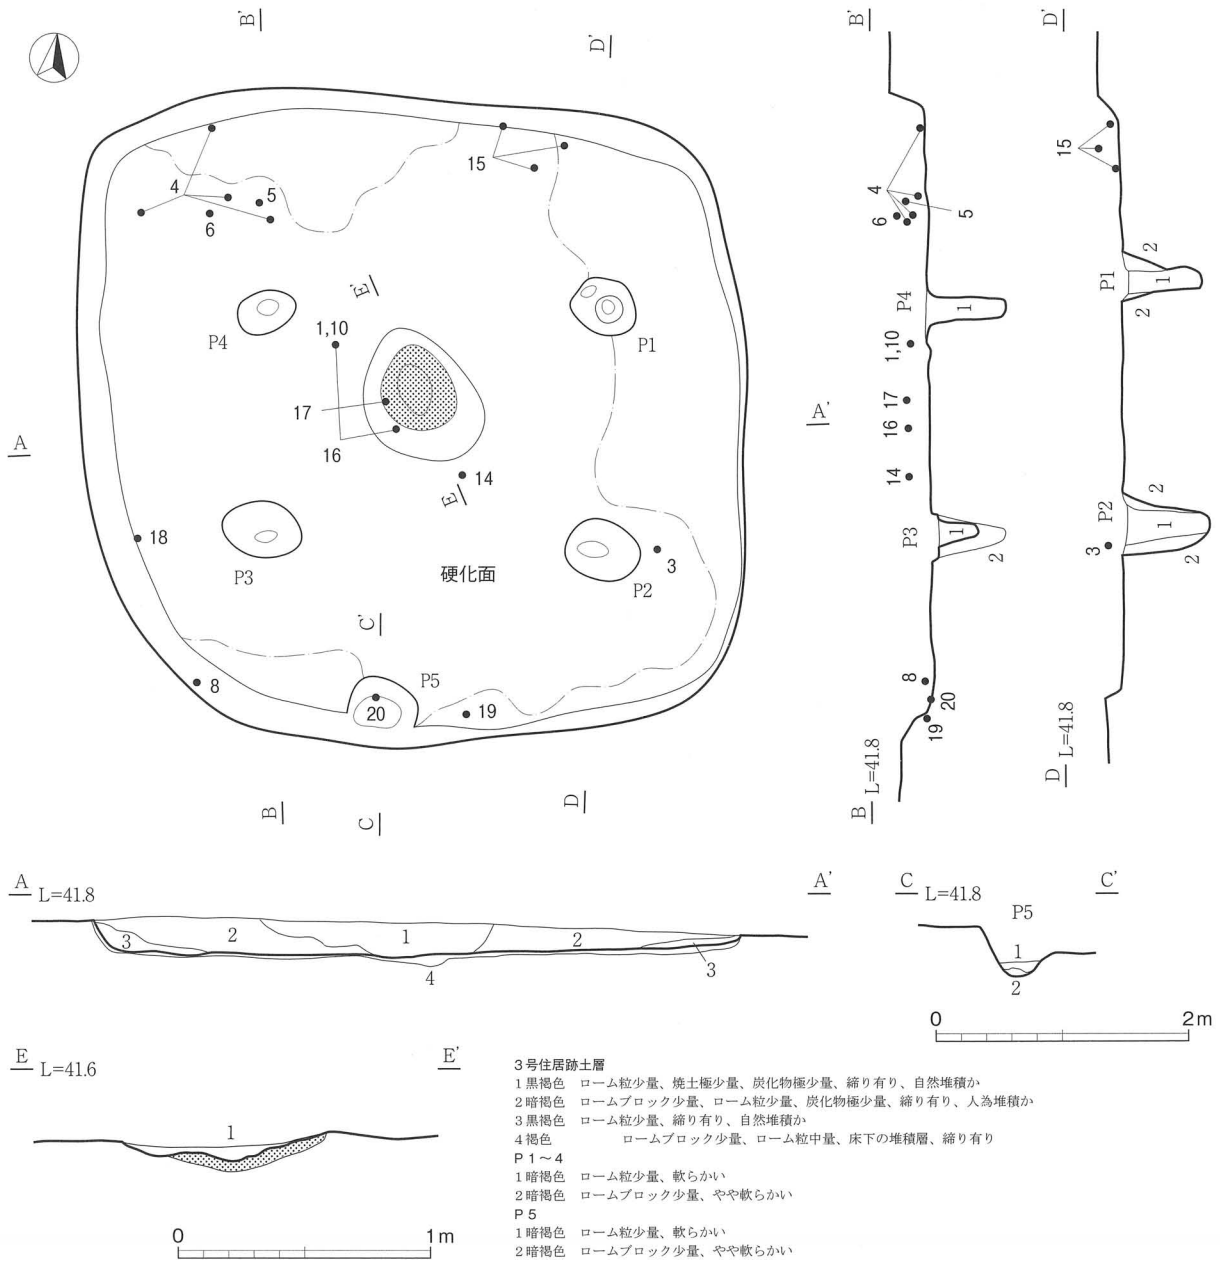 B'
D'
B'
D'
15
4
5
6
15
4
5
6
E'
P4
1,10
P1
P4
1
2
P1
1
2
1,10
17
16
14
A
A'
17
16
14
E
18
P3
硬化面
P2
3
P3
1
2
2
P2
1
3
2
C'
8
P5
20
19
8
20
19
B
C
D
B L=41.8
D L=41.8
A L=41.8
A'
C L=41.8
C'
P5
3
2
1
2
3
4
1
2
0
2m
E L=41.6
E'
1
0
1m
3号住居跡土層
1黒褐色 ローム粒少量、焼土極少量、炭化物極少量、締り有り、自然堆積か
2暗褐色 ロームブロック少量、ローム粒少量、炭化物極少量、締り有り、人為堆積か
3黒褐色 ローム粒少量、締り有り、自然堆積か
4褐色 ロームブロック少量、ローム粒中量、床下の堆積層、締り有り
P1～4
1暗褐色 ローム粒少量、軟らかい
2暗褐色 ロームブロック少量、やや軟らかい
P5
1暗褐色 ローム粒少量、軟らかい
2暗褐色 ロームブロック少量、やや軟らかい